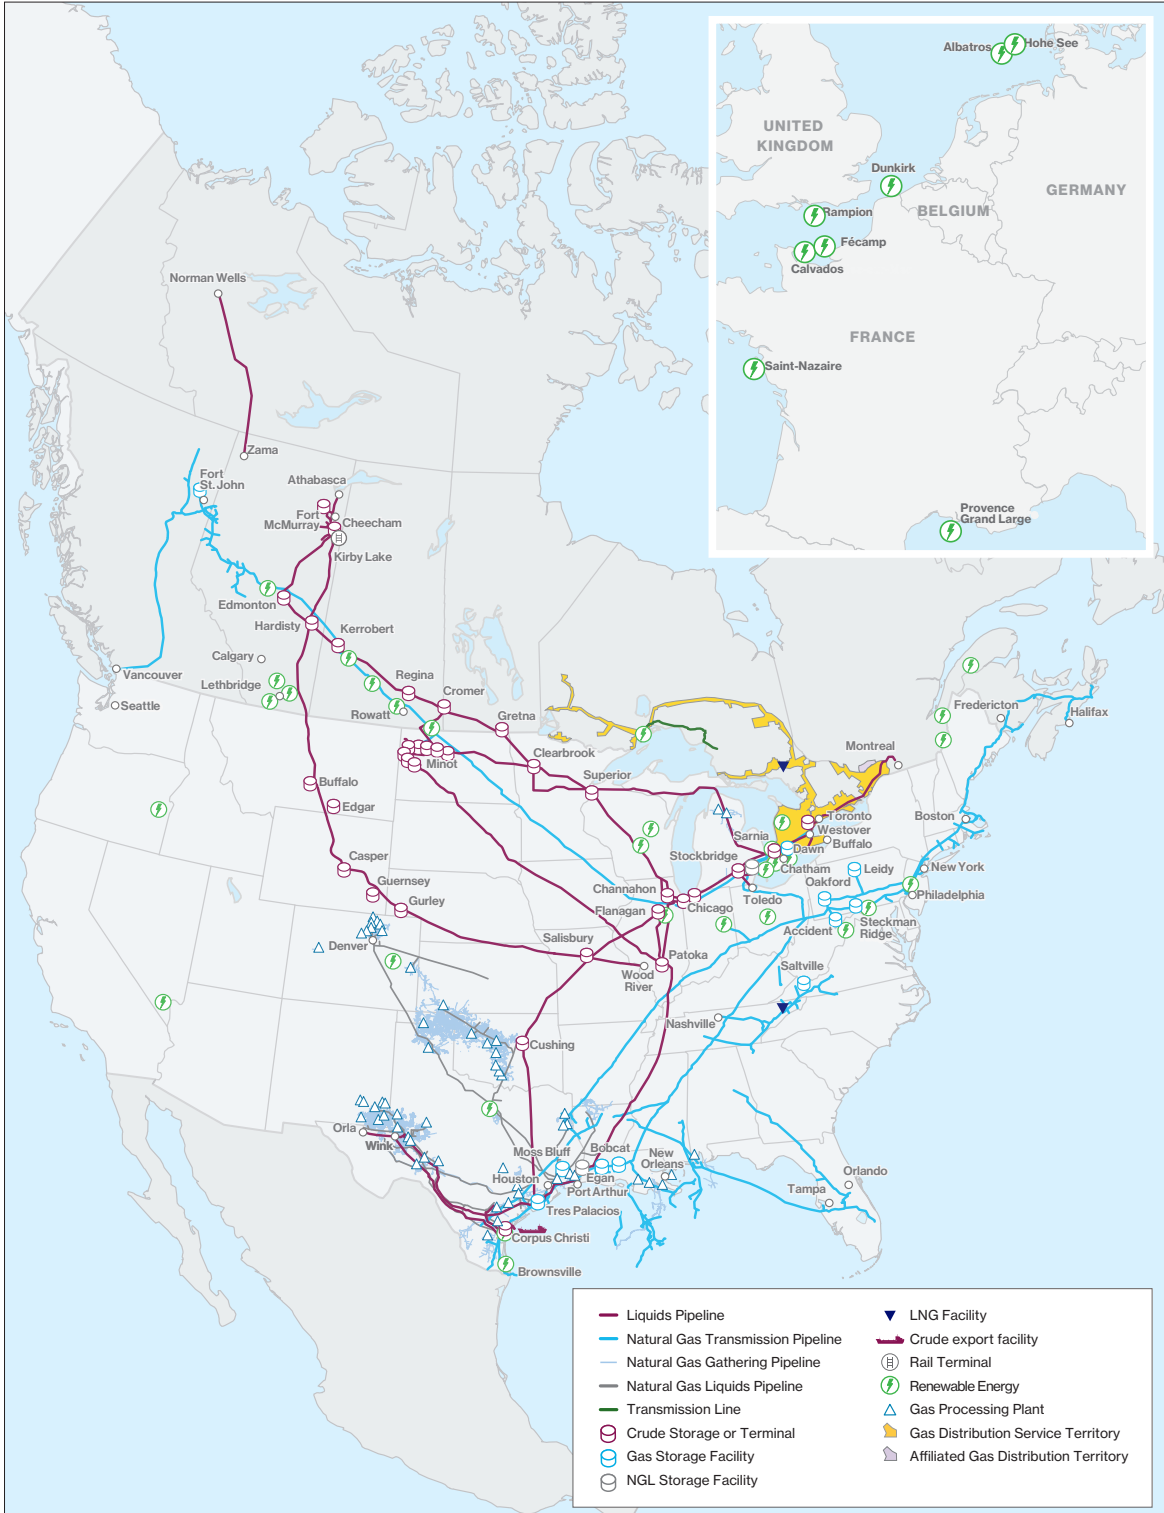 Albatros
Hohe See
UNITED
KINGDOM
Dunkirk
GERMANY
BELGIUM
Rampion
Fécamp
Calvados
FRANCE
Saint-Nazaire
Provence
Grand Large
Norman Wells
Zama
Fort
St. John
Athabasca
Fort
McMurray
Cheecham
Kirby Lake
Edmonton
Hardisty
Kerrobert
Calgary
Vancouver
Lethbridge
Regina
Cromer
Seattle
Rowatt
Gretna
Fredericton
Halifax
Minot
Clearbrook
Montreal
Superior
Buffalo
Edgar
Toronto
Boston
Sarnia
Westover
Dawn
Buffalo
Stockbridge
Casper
Chatham
Leidy
New York
Guernsey
Channahon
Toledo
Oakford
Philadelphia
Gurley
Flanagan
Chicago
Accident
Steckman
Ridge
Denver
Salisbury
Patoka
Wood
River
Saltville
Nashville
Cushing
Orla
Wink
Moss Bluff
Bobcat
New
Orleans
Houston
Egan
Port Arthur
Orlando
Tampa
Tres Palacios
Corpus Christi
Brownsville
Liquids Pipeline
Natural Gas Transmission Pipeline
Natural Gas Gathering Pipeline
Natural Gas Liquids Pipeline
Transmission Line
Crude Storage or Terminal
Gas Storage Facility
NGL Storage Facility
LNG Facility
Crude export facility
Rail Terminal
Renewable Energy
Gas Processing Plant
Gas Distribution Service Territory
Affiliated Gas Distribution Territory